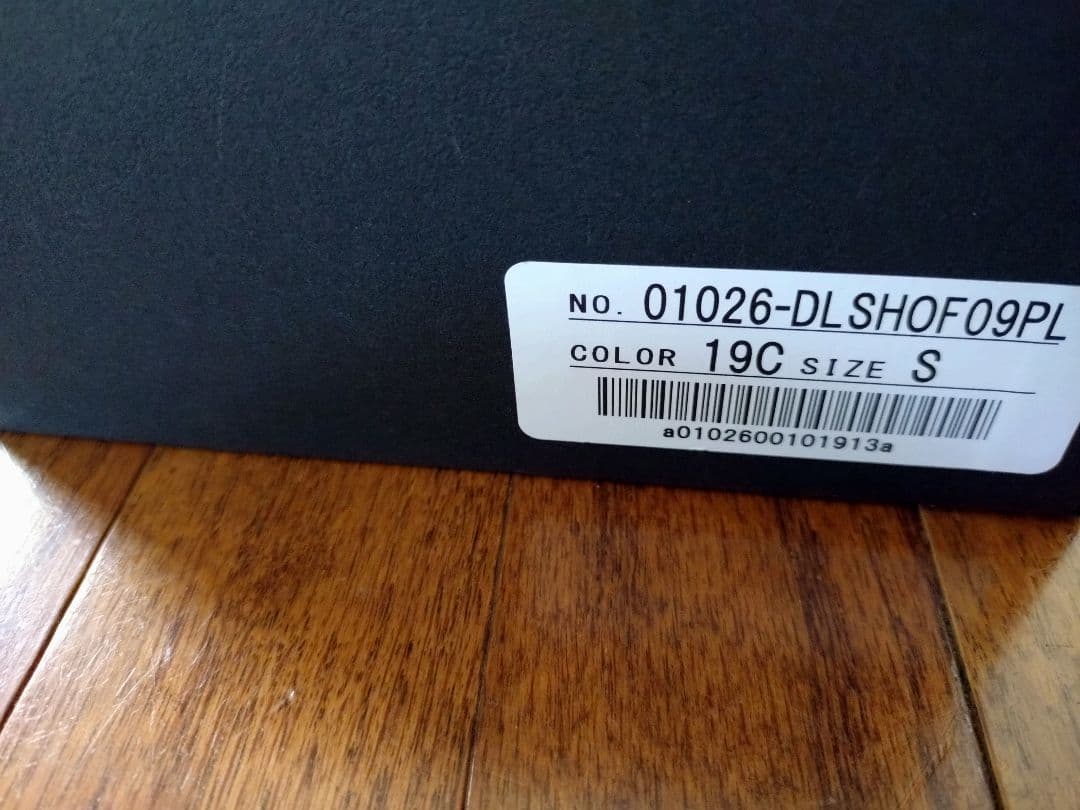 NO. 01026-DLSHOF09PL
COLOR 19C SIZE S
a0102600101913a